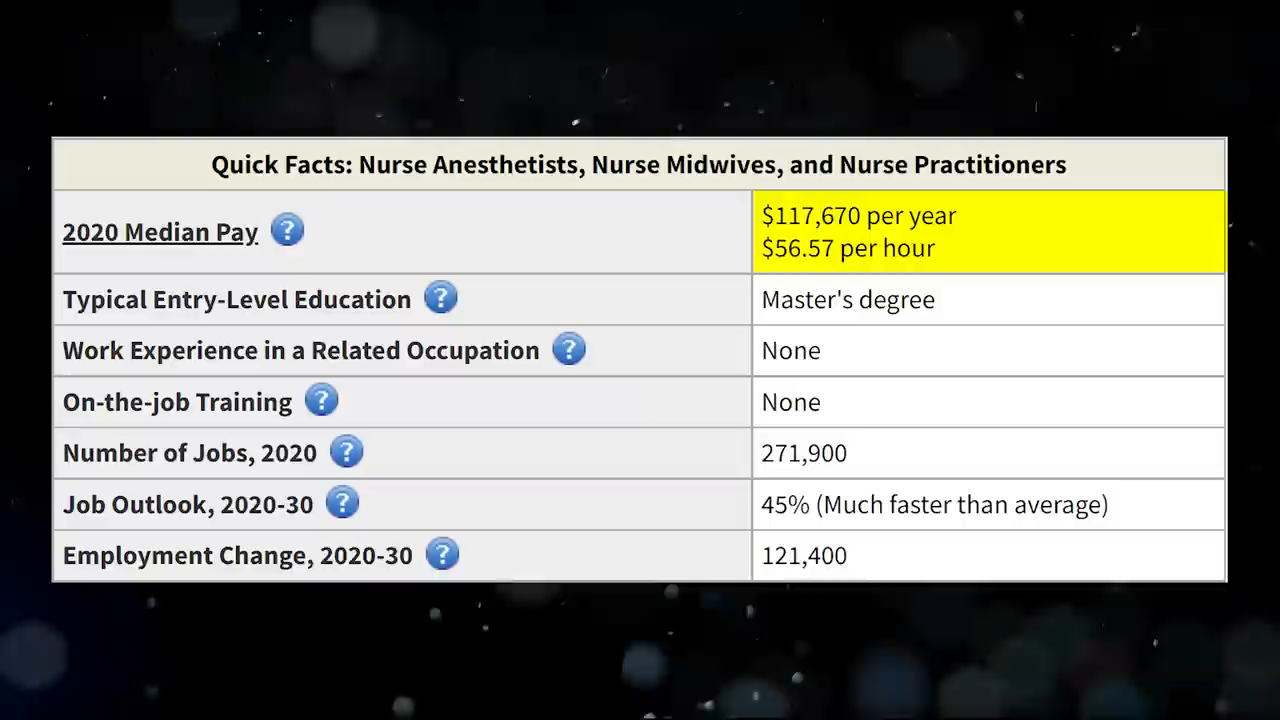 Quick Facts: Nurse Anesthetists, Nurse Midwives, and Nurse Practitioners
2020 Median Pay ?
$117,670 per year
$56.57 per hour
Typical Entry-Level Education ?
Master's degree
Work Experience in a Related Occupation ?
None
On-the-job Training ?
None
Number of Jobs, 2020 ?
271,900
Job Outlook, 2020-30 ?
45% (Much faster than average)
Employment Change, 2020-30 ?
121,400